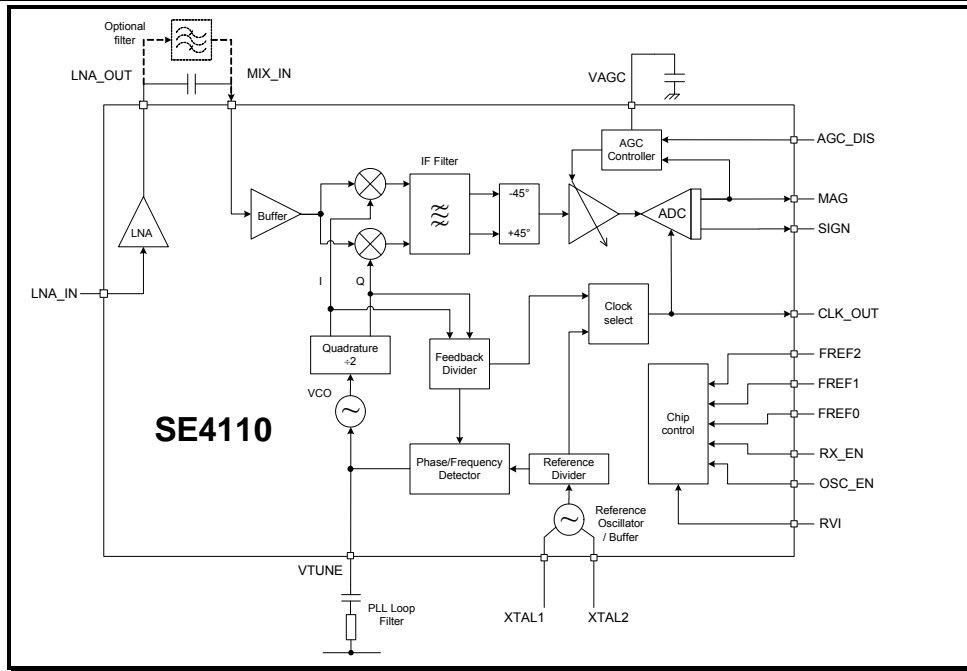 Optional
filter
LNA_OUT
MIX_IN
VAGC
AGC
Controller
AGC_DIS
IF Filter
-45°
+45°
Buffer
LNA
ADC
MAG
SIGN
LNA_IN
I
Q
Clock
select
CLK_OUT
Quadrature
÷2
Feedback
Divider
VCO
FREF2
FREF1
FREF0
RX_EN
OSC_EN
RVI
Chip
control
SE4110
Phase/Frequency
Detector
Reference
Divider
Reference
Oscillator
/ Buffer
VTUNE
PLL Loop
Filter
XTAL1
XTAL2